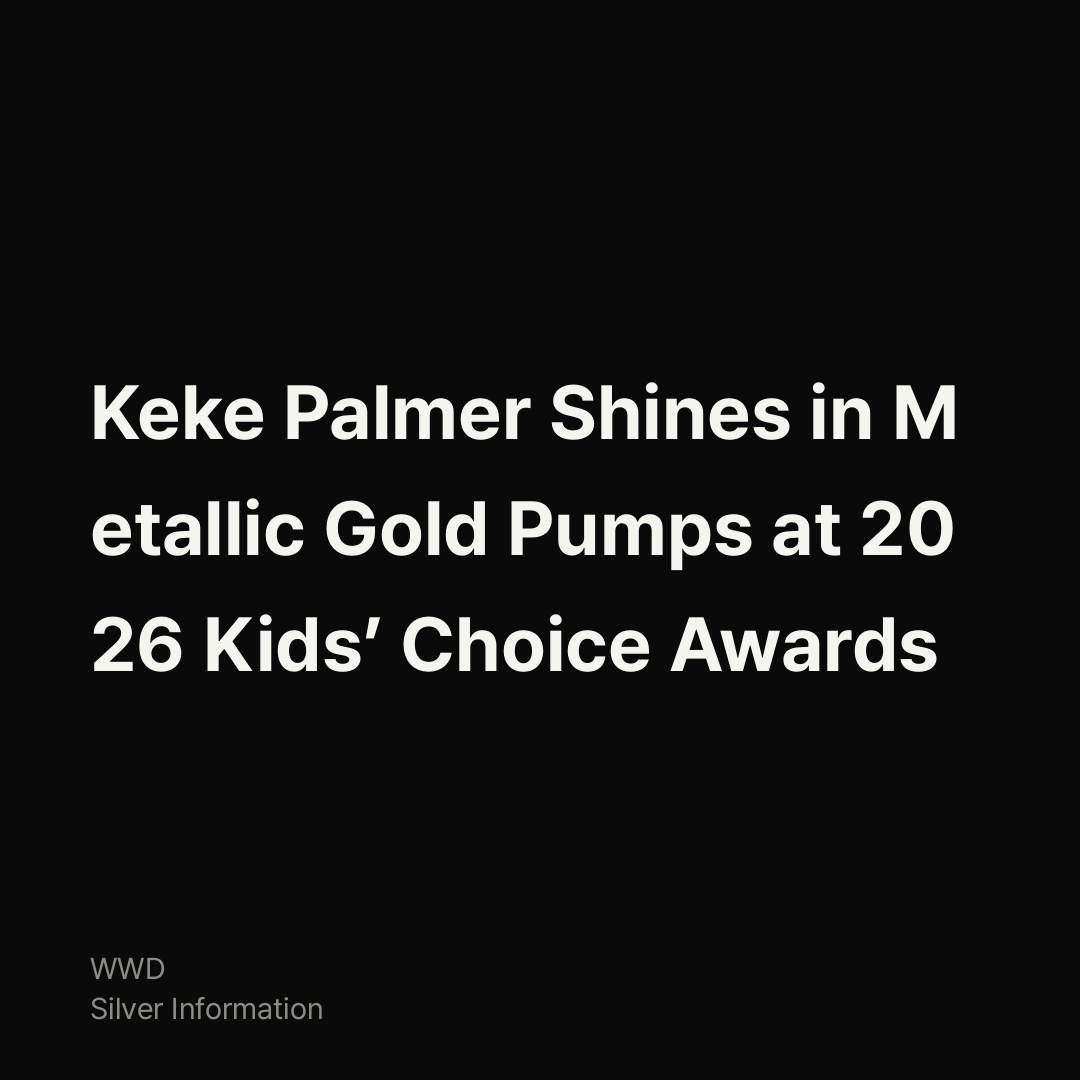 Keke Palmer Shines in M
etallic Gold Pumps at 20
26 Kids’ Choice Awards
WWD
Silver Information